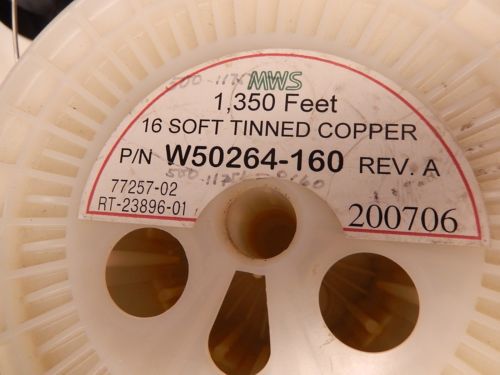 MWS
1,350 Feet
16 SOFT TINNED COPPER
P/N W50264-160 REV. A
77257-02
RT-23896-01
200706